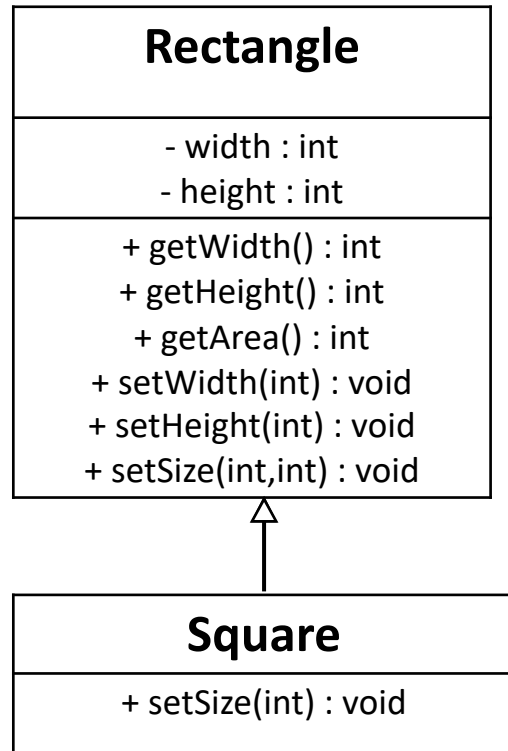 Rectangle
- width : int
- height : int
+ getWidth() : int
+ getHeight() : int
+ getArea() : int
+ setWidth(int) : void
+ setHeight(int) : void
+ setSize(int,int) : void
Square
+ setSize(int) : void